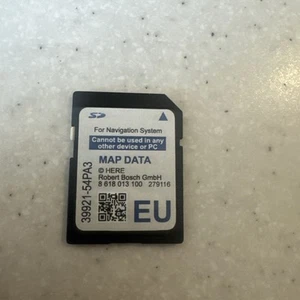 SD
For Navigation System
Cannot be used in any
other device or PC
MAP DATA
© HERE
Robert Bosch GmbH
8 618 013 100 279116
39921-54PA3
EU